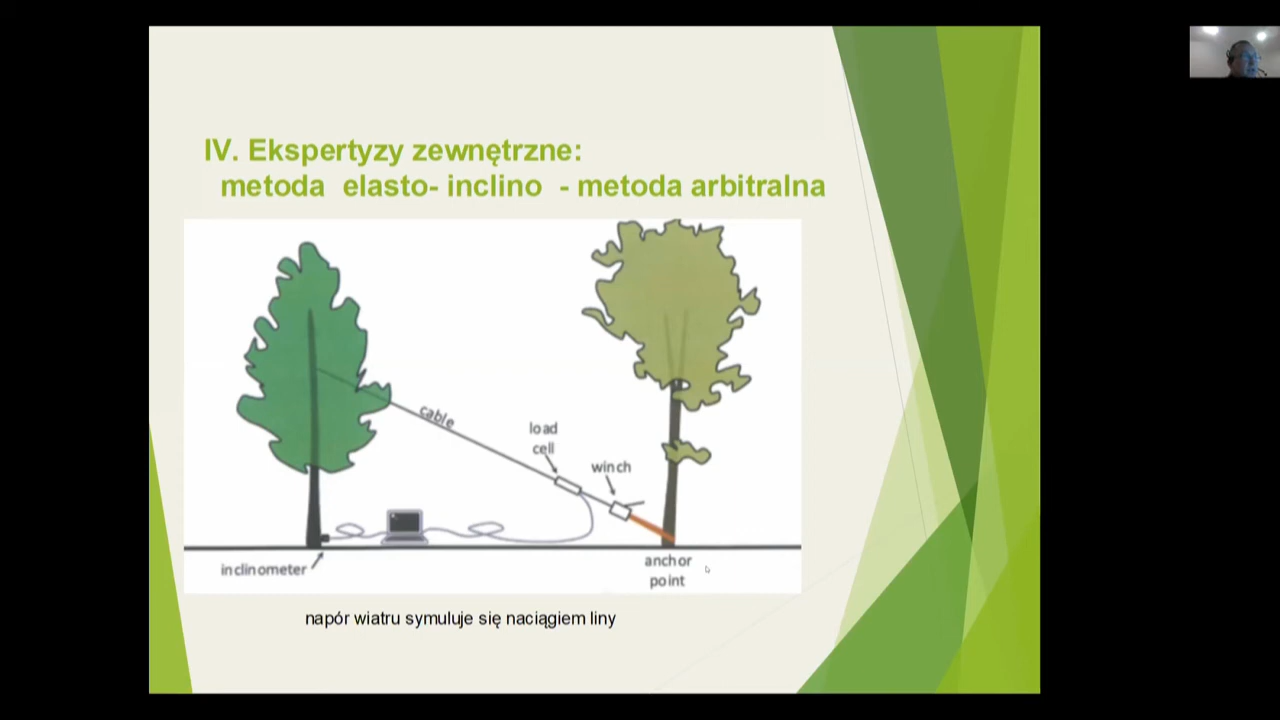 IV. Ekspertyzy zewnętrzne:
metoda elasto- inclino - metoda arbitralna
cable
load
cell
winch
inclinometer
anchor
point
napór wiatru symuluje się naciągiem liny